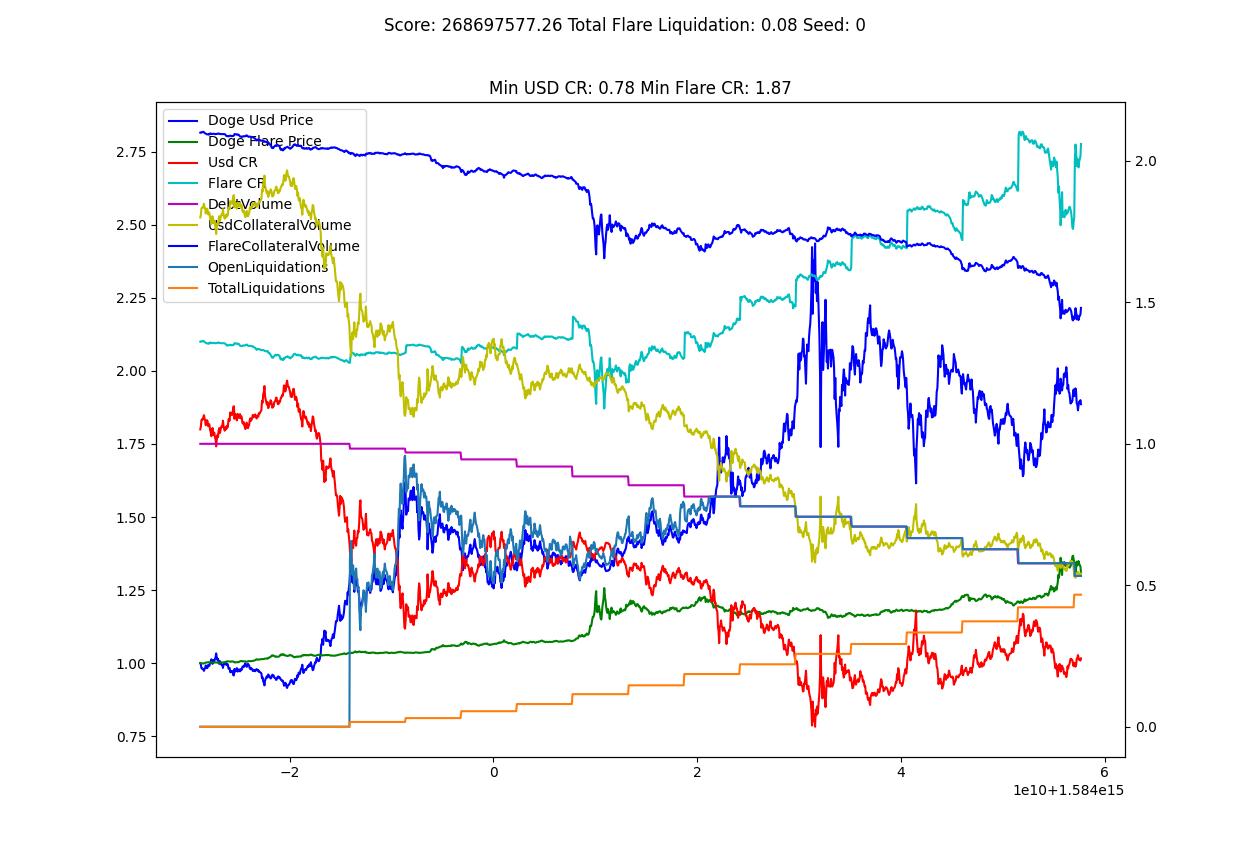 Score: 268697577.26 Total Flare Liquidation: 0.08 Seed: 0
Min USD CR: 0.78 Min Flare CR: 1.87
Doge Usd Price
Doge Flare Price
Usd CR
Flare CR
DebtVolume
UsdCollateralVolume
FlareCollateralVolume
OpenLiquidations
TotalLiquidations
2.75
2.50
2.25
2.00
1.75
1.50
1.25
1.00
0.75
2.0
1.5
1.0
0.5
0.0
−2 0 2 4 6
1e10+1.584e15